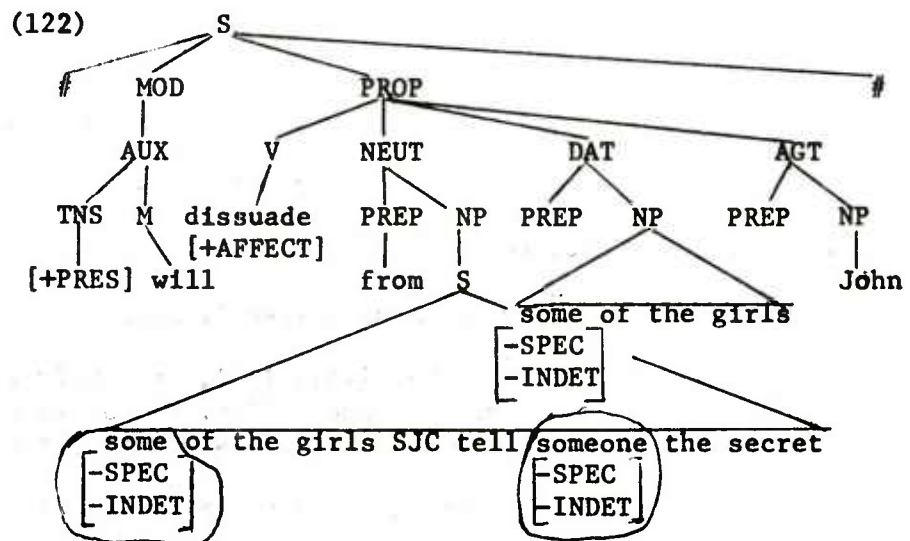 (122) S
# MOD PROP #
AUX V NEUT DAT AGT
TNS M dissuade PREP NP PREP NP PREP NP
[+AFFECT]
[+PRES] will from S John
some of the girls
[-SPEC
-INDET]
some of the girls SJC tell someone the secret
[-SPEC [-SPEC
-INDET] -INDET]